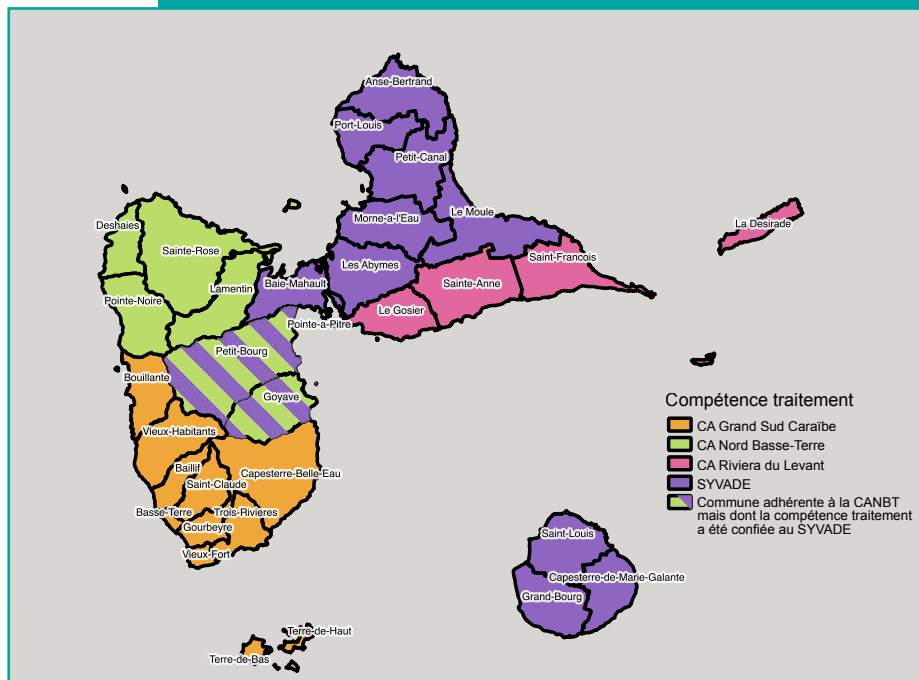 Anse-Bertrand
Port-Louis
Petit-Canal
Le Moule
Morne-a-l'Eau
La Desirade
Deshaies
Sainte-Rose
Les Abymes
Saint-Francois
Baie-Mahault
Sainte-Anne
Lamentin
Pointe-Noire
Le Gosier
Pointe-a-Pitre
Petit-Bourg
Bouillante
Goyave
Vieux-Habitants
Baillif
Capesterre-Belle-Eau
Saint-Claude
Basse-Terre
Trois-Rivieres
Gourbeyre
Vieux-Fort
Terre-de-Haut
Terre-de-Bas
Saint-Louis
Capesterre-de-Marie-Galante
Grand-Bourg
Compétence traitement
CA Grand Sud Caraïbe
CA Nord Basse-Terre
CA Riviera du Levant
SYVADE
Commune adhérente à la CANBT
mais dont la compétence traitement
a été confiée au SYVADE